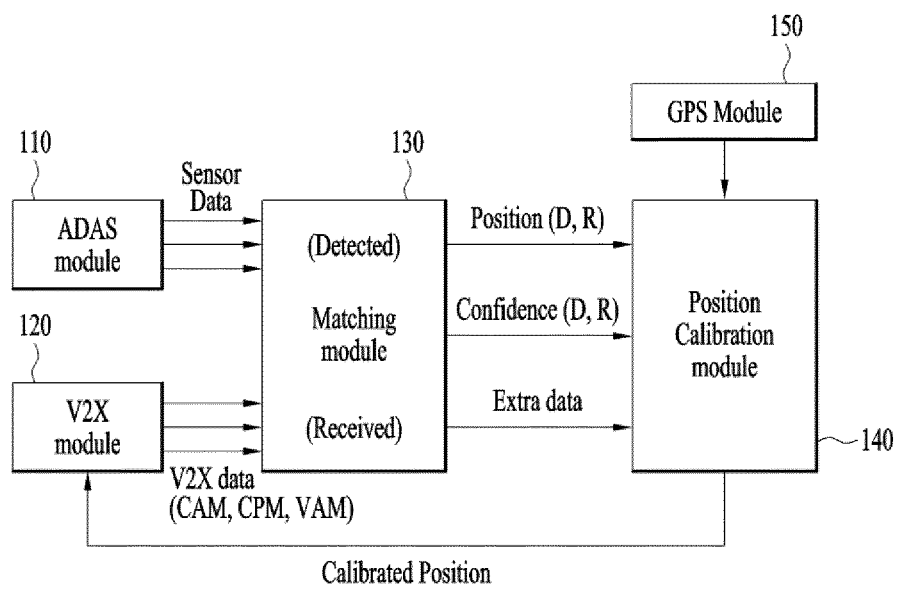 150
GPS Module
110
130
Sensor
Data
ADAS
module
(Detected)
Position (D, R)
Matching
module
Confidence (D, R)
Position
Calibration
module
120
V2X
module
(Received)
Extra data
140
V2X data
(CAM, CPM, VAM)
Calibrated Position